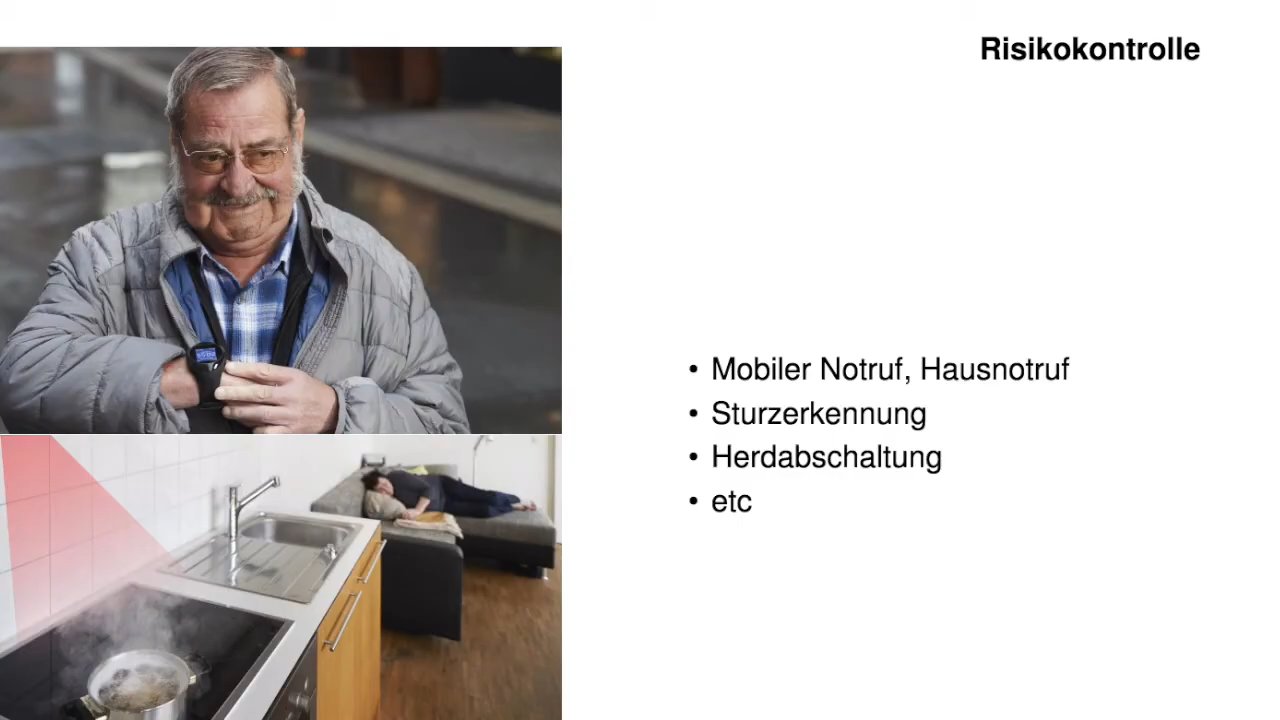 Risikokontrolle
• Mobiler Notruf, Hausnotruf
• Sturzerkennung
• Herdabschaltung
• etc